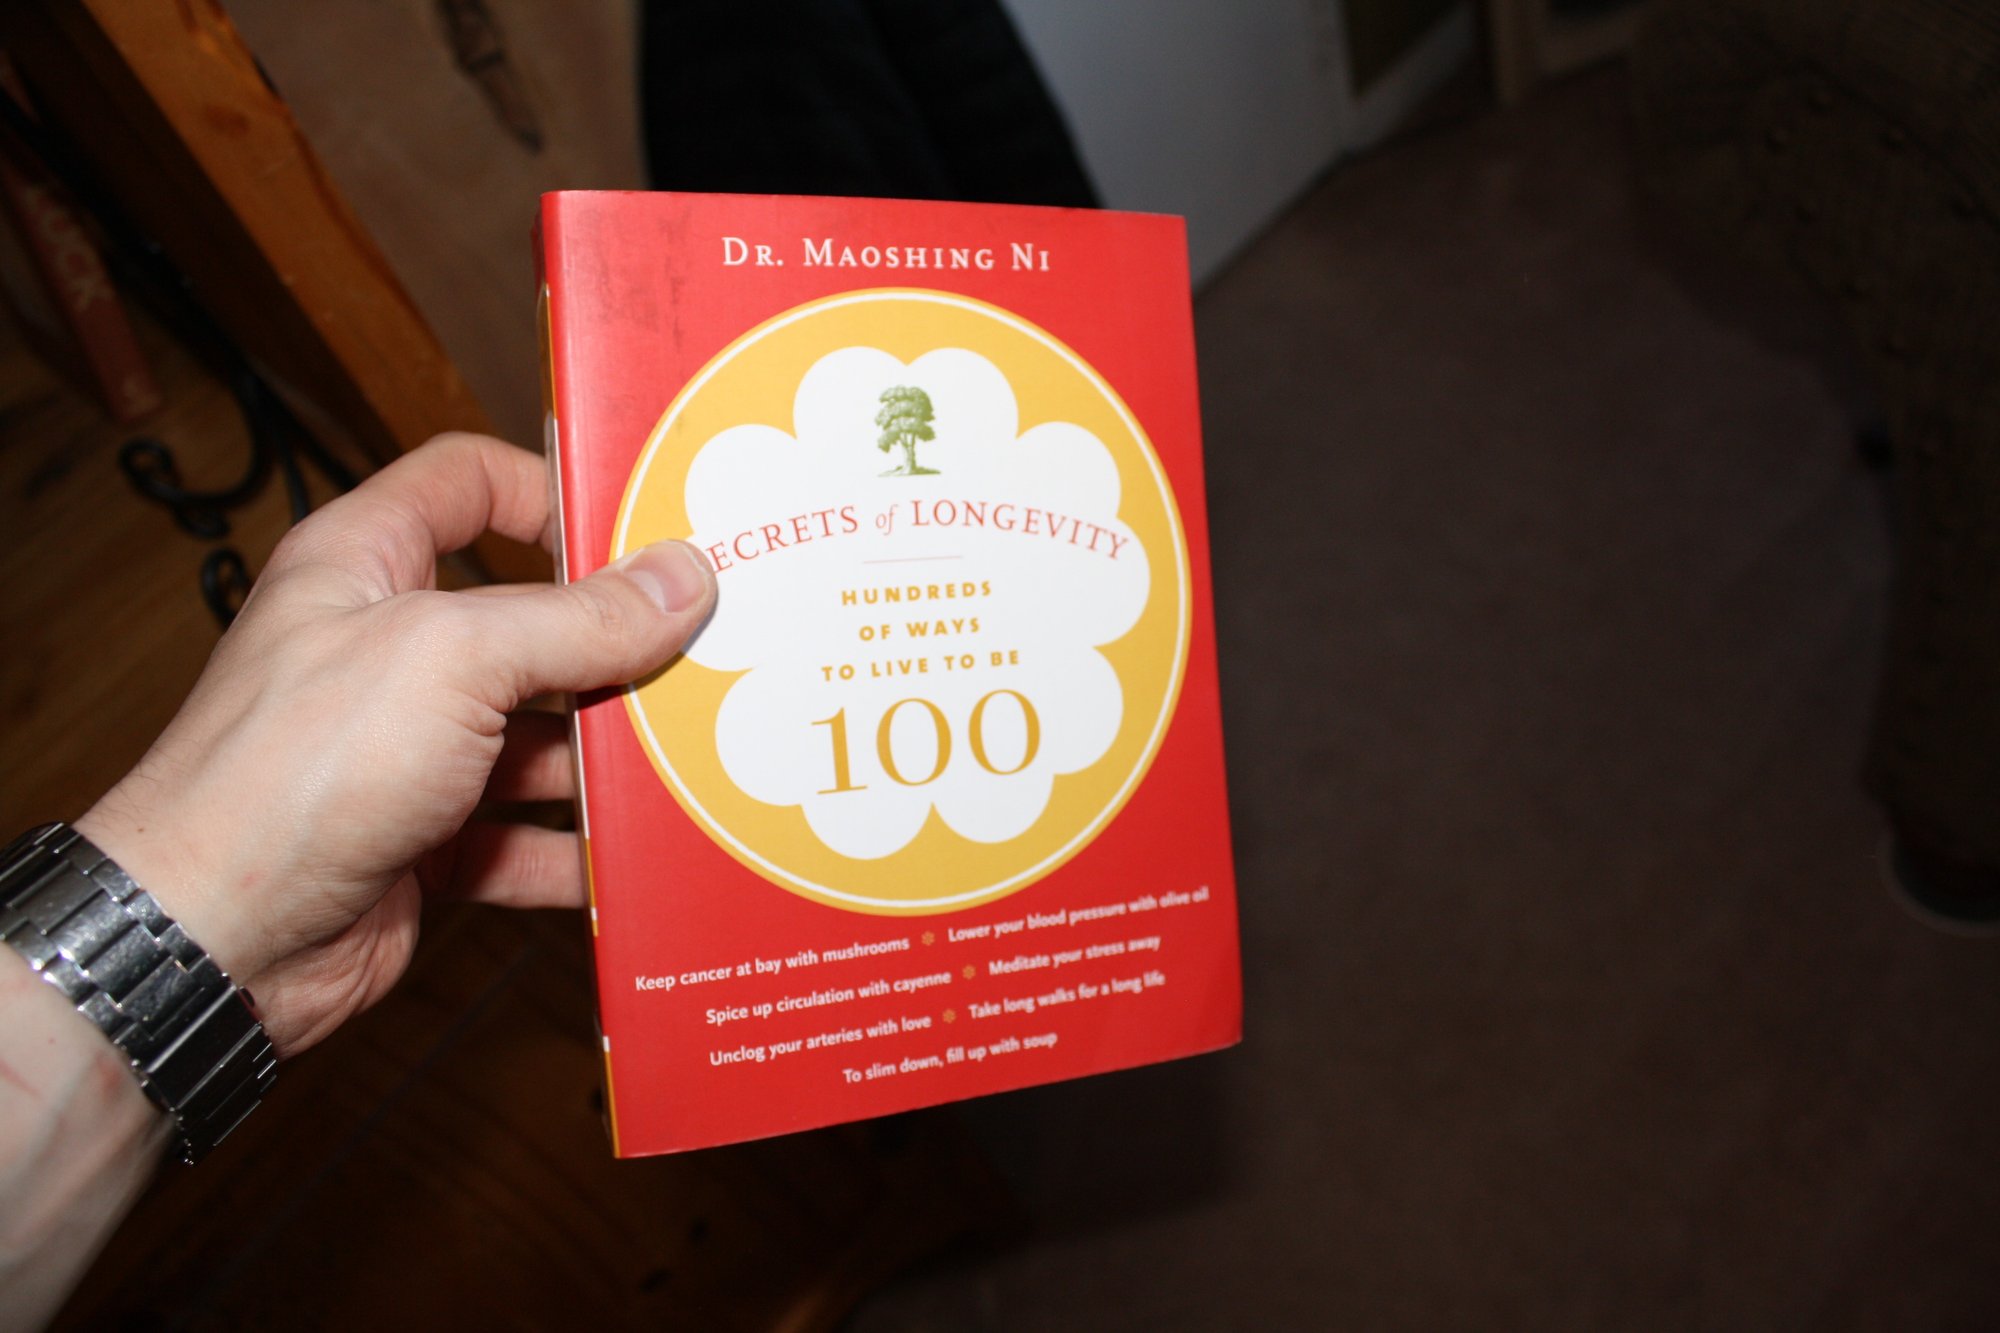 DR. MAOSHING NI
ECRETS of LONGEVITY
HUNDREDS
OF WAYS
TO LIVE TO BE
100
Keep cancer at bay with mushrooms * Lower your blood pressure with olive oil
Spice up circulation with cayenne * Meditate your stress away
Unclog your arteries with love * Take long walks for a long life
To slim down, fill up with soup